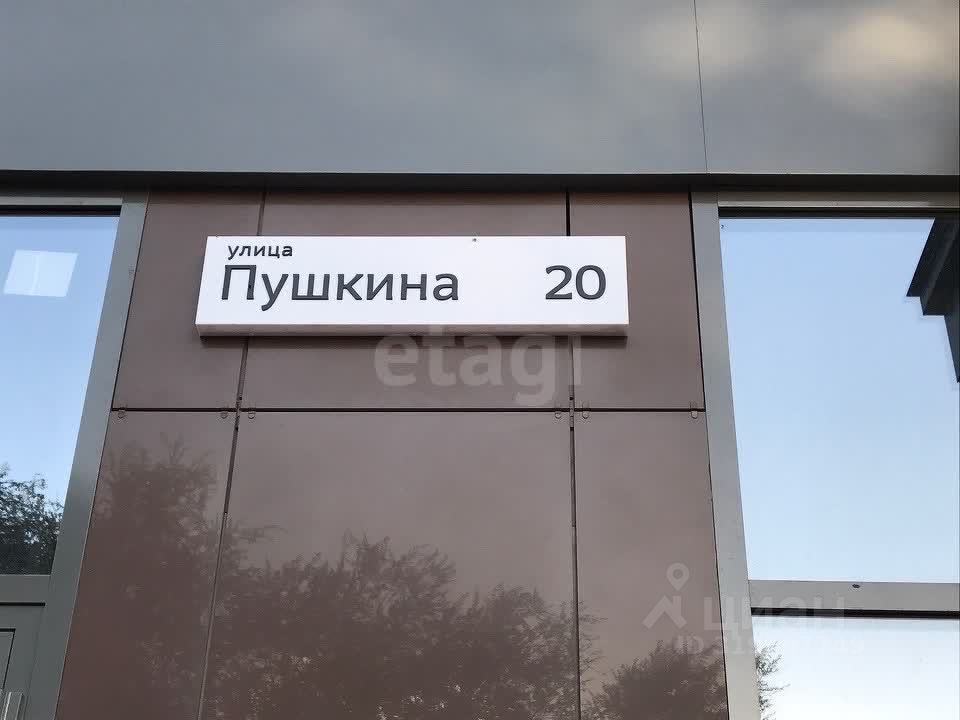 улица
Пушкина 20
etagi
циан